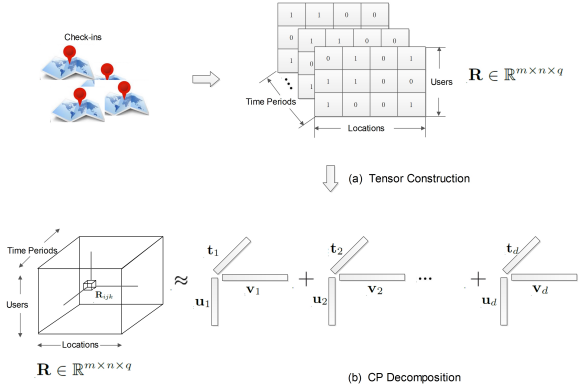 Check-ins
1 1 0 0
1 1 0 0
0 1 0 1
1 1 0 0
1 0 0 1
Users
Time Periods
Locations
R ∈ ℝ^{m×n×q}
(a) Tensor Construction
Time Periods
Users
R_{ijk}
Locations
R ∈ ℝ^{m×n×q}
≈
t_1
v_1
u_1
+
t_2
v_2
u_2
...
+
t_d
v_d
u_d
(b) CP Decomposition